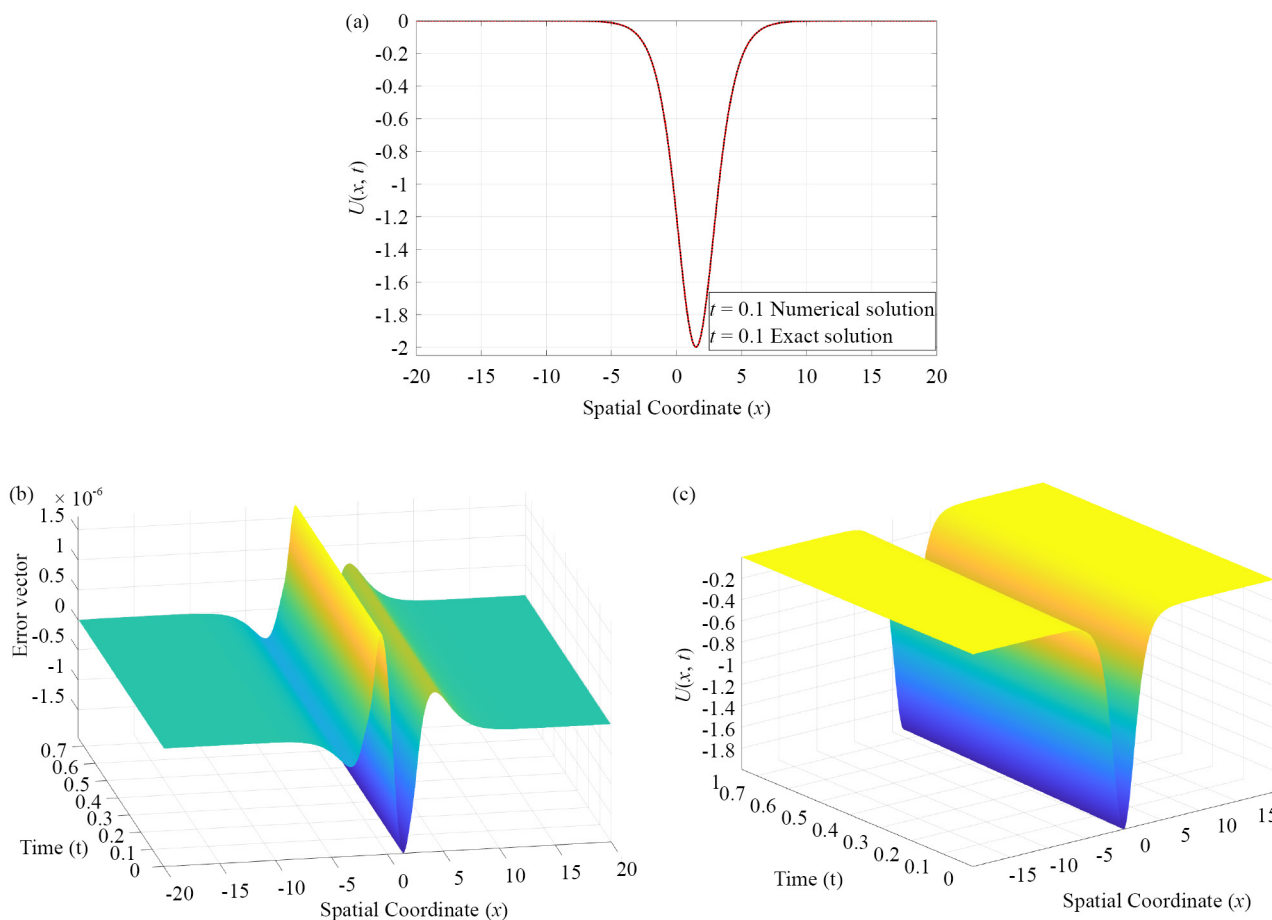 (a)
0
-0.2
-0.4
-0.6
-0.8
-1
-1.2
-1.4
-1.6
-1.8
-2
U(x, t)
t = 0.1 Numerical solution
t = 0.1 Exact solution
-20 -15 -10 -5 0 5 10 15 20
Spatial Coordinate (x)
(b)
× 10⁻⁶
1.5
1
0.5
0
-0.5
-1
-1.5
Error vector
0.7
0.6
0.5
0.4
0.3
0.2
0.1
0
Time (t)
-20 -15 -10 -5 0 5 10 15 20
Spatial Coordinate (x)
(c)
-0.2
-0.4
-0.6
-0.8
-1
-1.2
-1.4
-1.6
-1.8
U(x, t)
1
0.7
0.6
0.5
0.4
0.3
0.2
0.1
0
Time (t)
-15 -10 -5 0 5 10 15
Spatial Coordinate (x)